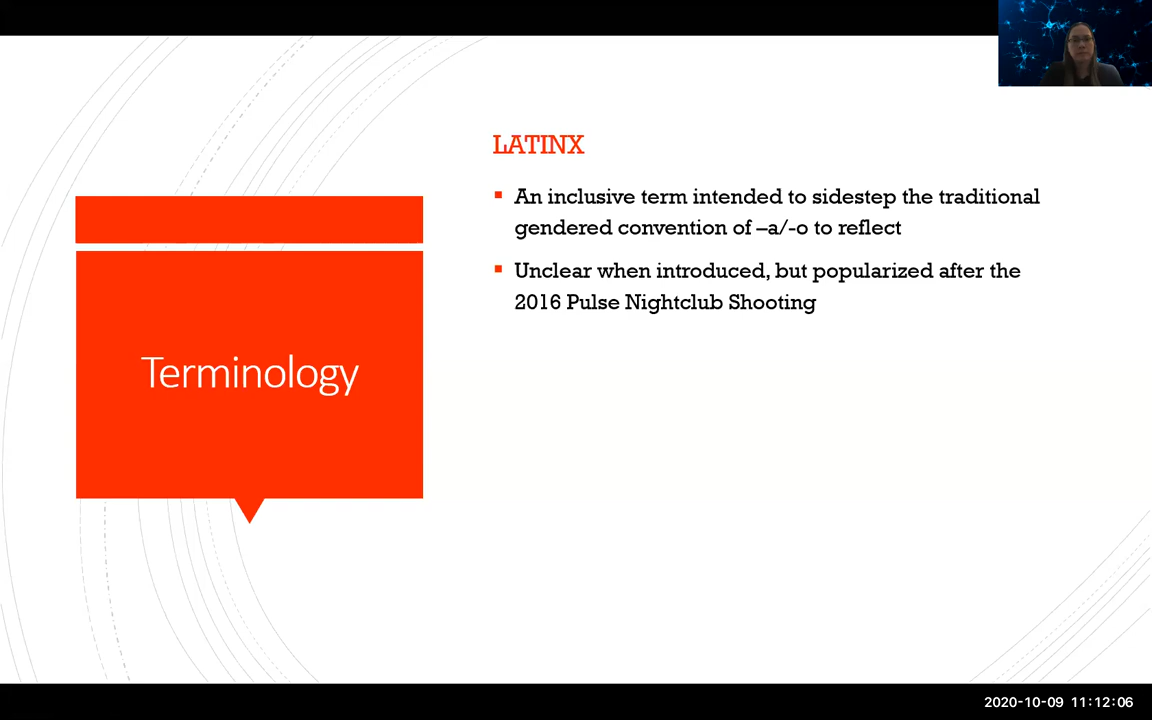 LATINX
▪ An inclusive term intended to sidestep the traditional
gendered convention of –a/-o to reflect
▪ Unclear when introduced, but popularized after the
2016 Pulse Nightclub Shooting
Terminology
2020-10-09 11:12:06